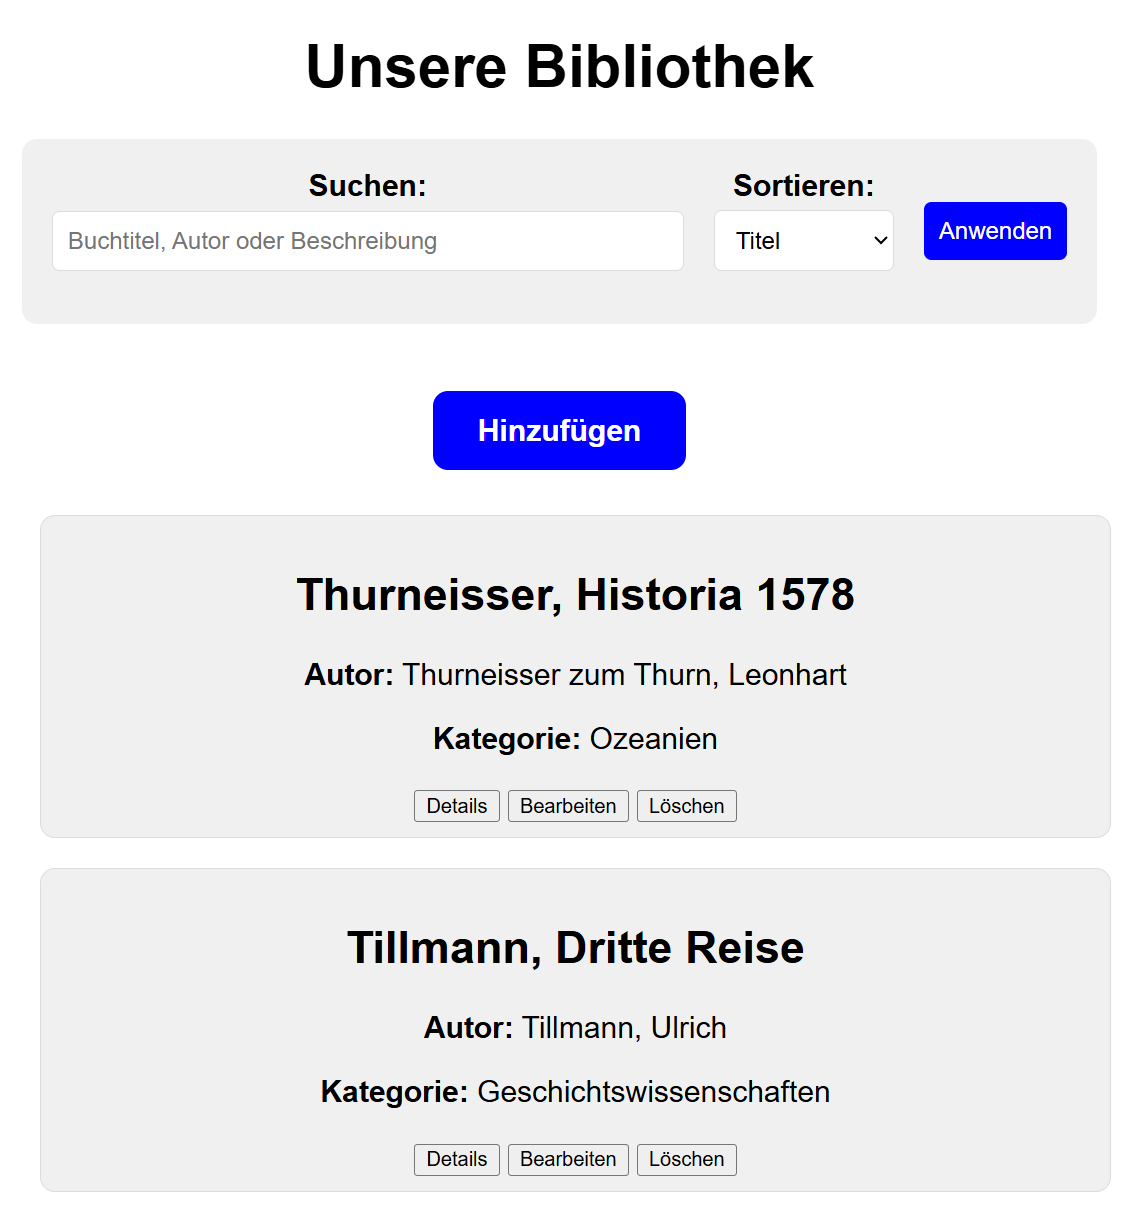 Unsere Bibliothek
Suchen:
Sortieren:
Buchtitel, Autor oder Beschreibung
Titel
Anwenden
Hinzufügen
Thurneisser, Historia 1578
Autor: Thurneisser zum Thurn, Leonhart
Kategorie: Ozeanien
Details Bearbeiten Löschen
Tillmann, Dritte Reise
Autor: Tillmann, Ulrich
Kategorie: Geschichtswissenschaften
Details Bearbeiten Löschen